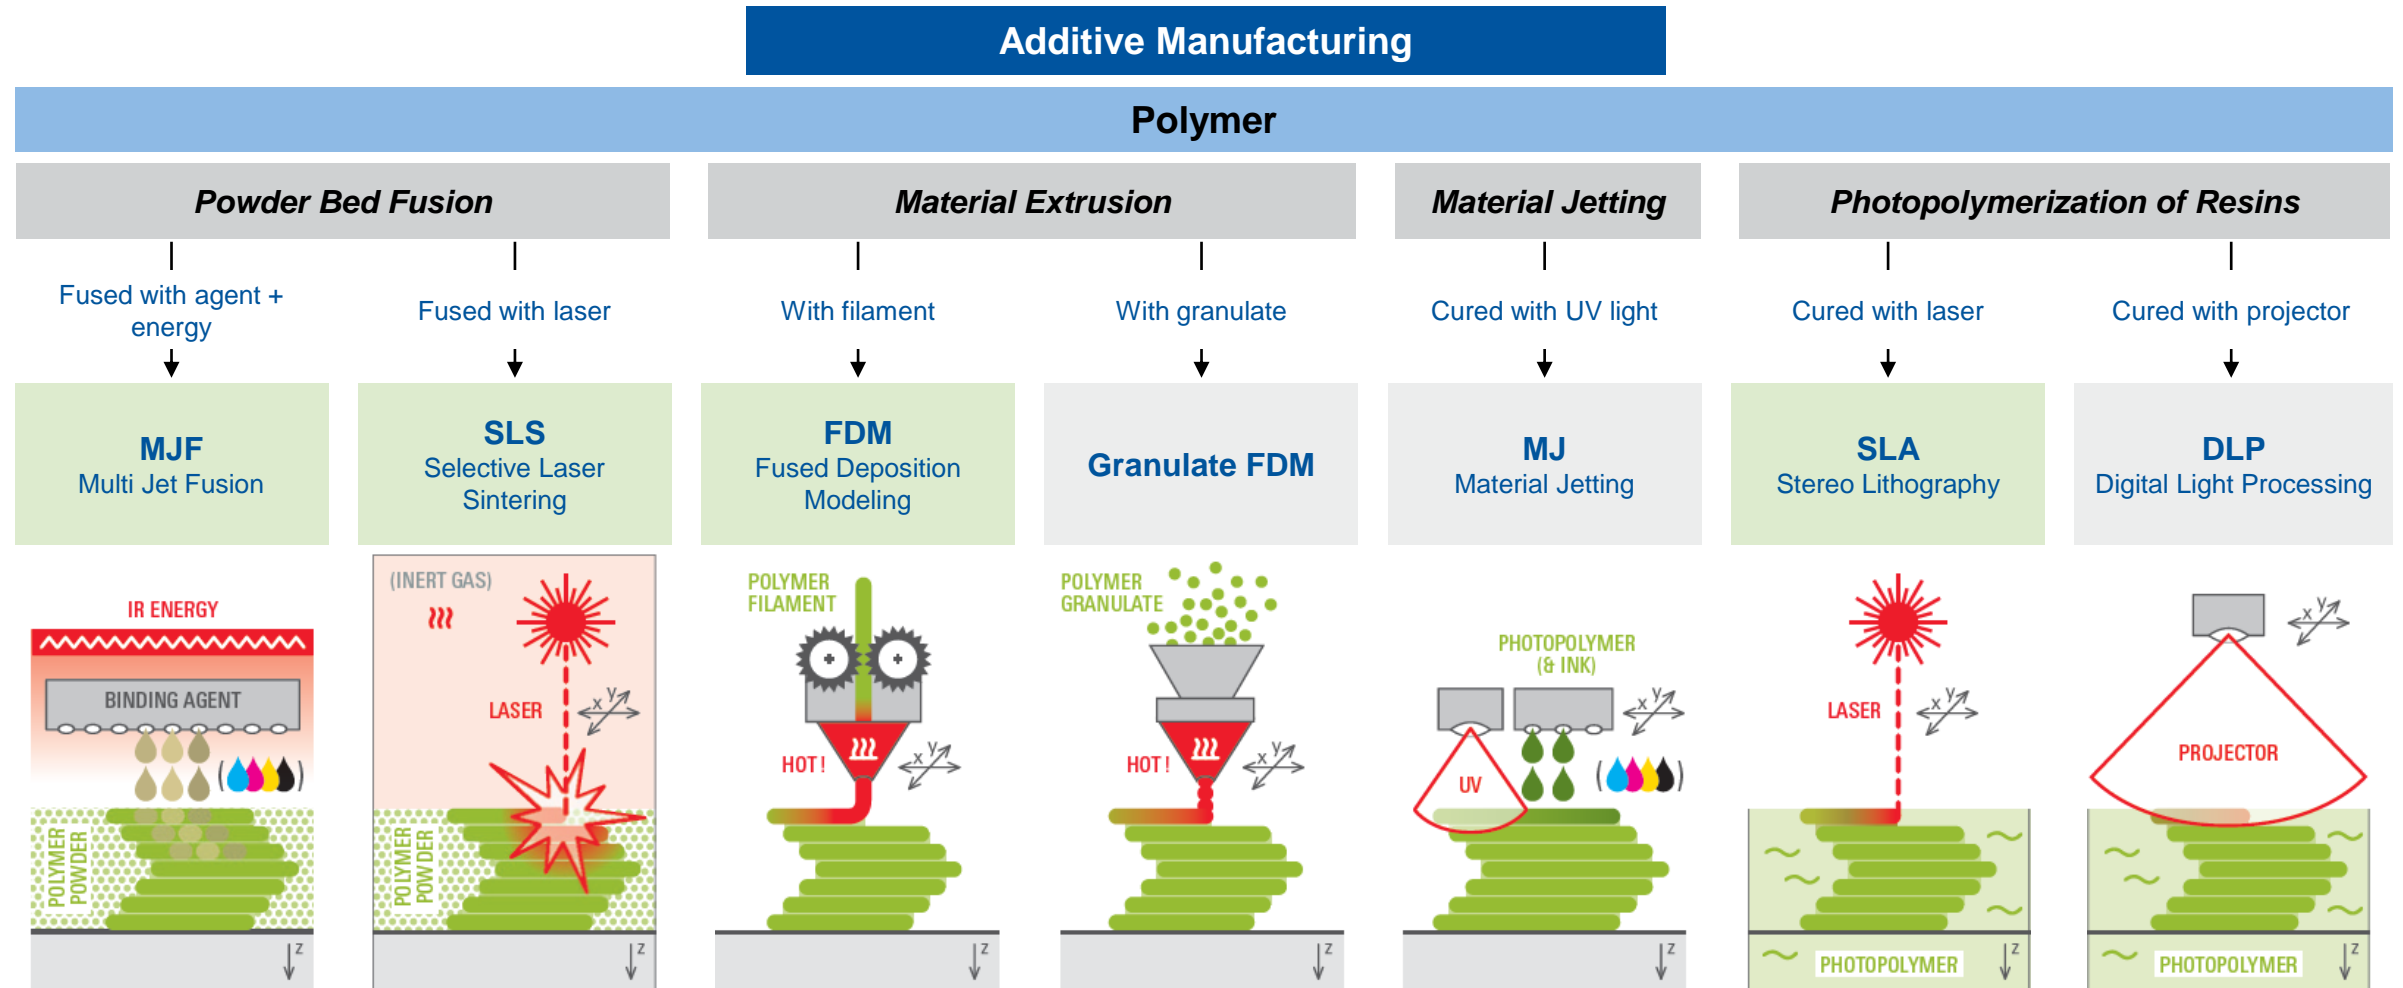 Additive Manufacturing
Polymer
Powder Bed Fusion
Material Extrusion
Material Jetting
Photopolymerization of Resins
Fused with agent +
energy
Fused with laser
With filament
With granulate
Cured with UV light
Cured with laser
Cured with projector
MJF
Multi Jet Fusion
SLS
Selective Laser
Sintering
FDM
Fused Deposition
Modeling
Granulate FDM
MJ
Material Jetting
SLA
Stereo Lithography
DLP
Digital Light Processing
IR ENERGY
BINDING AGENT
( )
POLYMER
POWDER
z
(INERT GAS)
LASER
x y
POLYMER
POWDER
z
POLYMER
FILAMENT
HOT!
x y
z
POLYMER
GRANULATE
HOT!
x y
z
PHOTOPOLYMER
(& INK)
x y
UV
( )
z
LASER
x y
PHOTOPOLYMER
z
x y
PROJECTOR
PHOTOPOLYMER
z